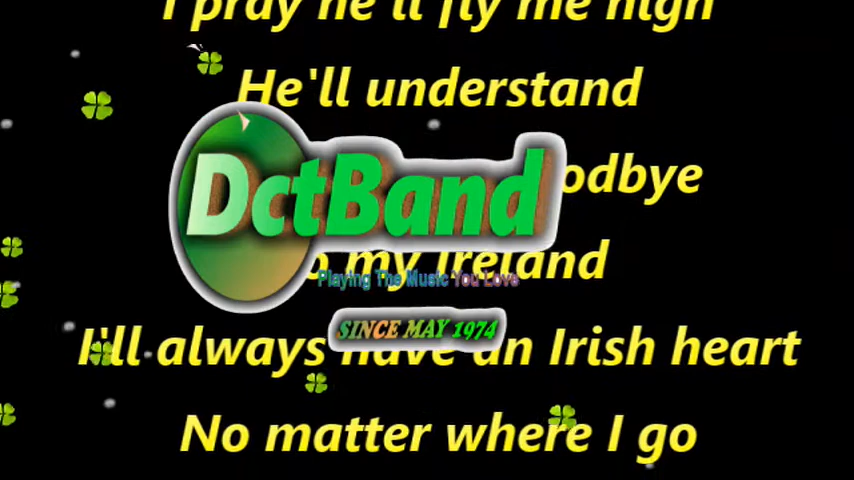 I pray he'll fly me high
He'll understand
DctBand
odbye
my Ireland
Playing The Music You Love
SINCE MAY 1974
I'll always have an Irish heart
No matter where I go